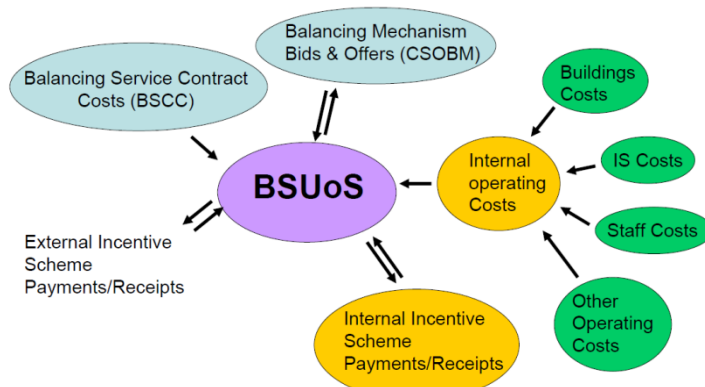 Balancing Mechanism
Bids & Offers (CSOBM)
Balancing Service Contract
Costs (BSCC)
Buildings
Costs
BSUoS
Internal
operating
Costs
IS Costs
Staff Costs
External Incentive
Scheme
Payments/Receipts
Internal Incentive
Scheme
Payments/Receipts
Other
Operating
Costs